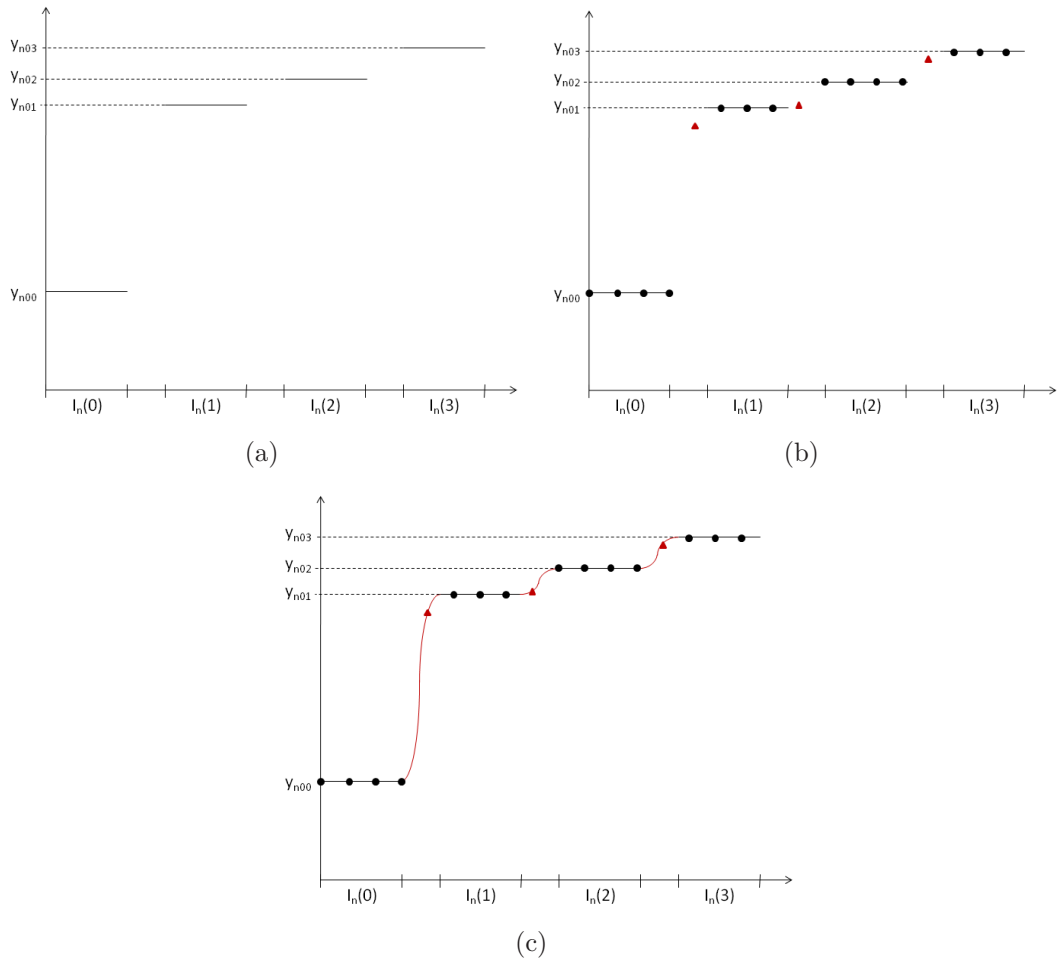 y_n03
y_n02
y_n01
y_n00
I_n(0) I_n(1) I_n(2) I_n(3)
(a)
y_n03
y_n02
y_n01
y_n00
I_n(0) I_n(1) I_n(2) I_n(3)
(b)
y_n03
y_n02
y_n01
y_n00
I_n(0) I_n(1) I_n(2) I_n(3)
(c)